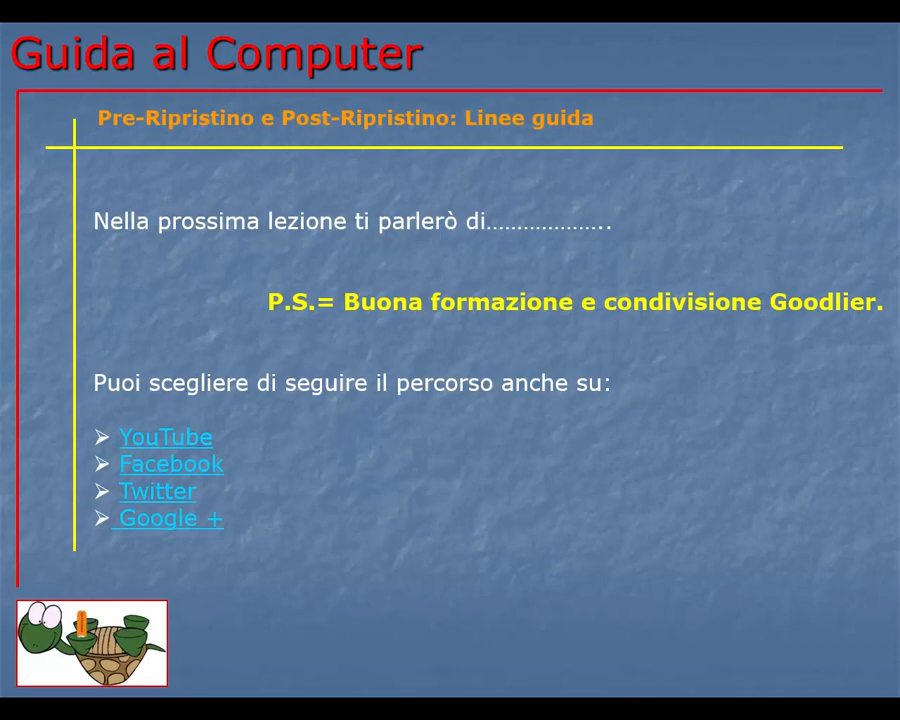 Guida al Computer
Pre-Ripristino e Post-Ripristino: Linee guida
Nella prossima lezione ti parlerò di………………..
P.S.= Buona formazione e condivisione Goodlier.
Puoi scegliere di seguire il percorso anche su:
YouTube
Facebook
Twitter
Google +